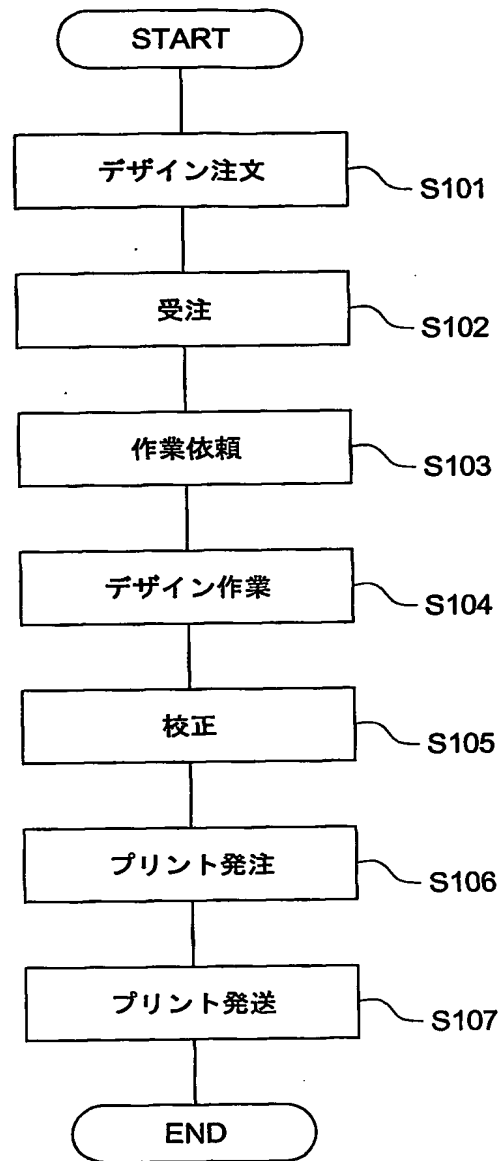 START
デザイン注文
S101
受注
S102
作業依頼
S103
デザイン作業
S104
校正
S105
プリント発注
S106
プリント発送
S107
END